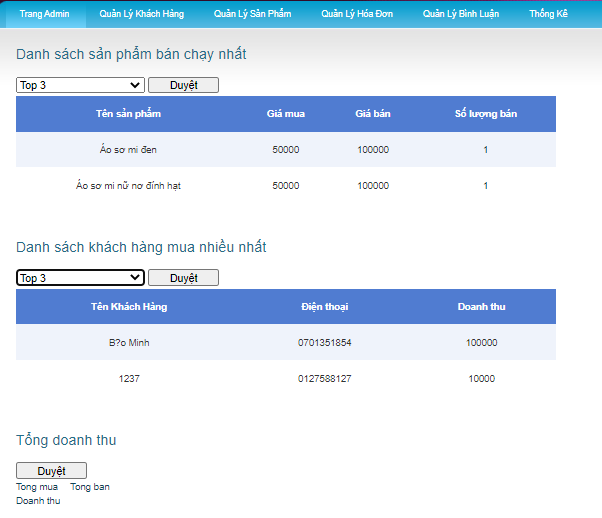 Trang Admin Quản Lý Khách Hàng Quản Lý Sản Phẩm Quản Lý Hóa Đơn Quản Lý Bình Luận Thống Kê
Danh sách sản phẩm bán chạy nhất
Top 3 Duyệt
Tên sản phẩm Giá mua Giá bán Số lượng bán
Áo sơ mi đen 50000 100000 1
Áo sơ mi nữ nơ đính hạt 50000 100000 1
Danh sách khách hàng mua nhiều nhất
Top 3 Duyệt
Tên Khách Hàng Điện thoại Doanh thu
B?o Minh 0701351854 100000
1237 0127588127 10000
Tổng doanh thu
Duyệt
Tong mua Tong ban
Doanh thu